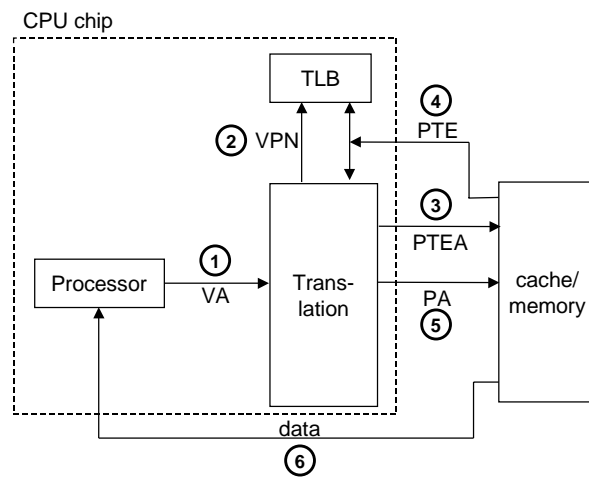 CPU chip
TLB
4
2
VPN
PTE
3
PTEA
1
Processor
VA
Trans-
lation
PA
5
cache/
memory
data
6